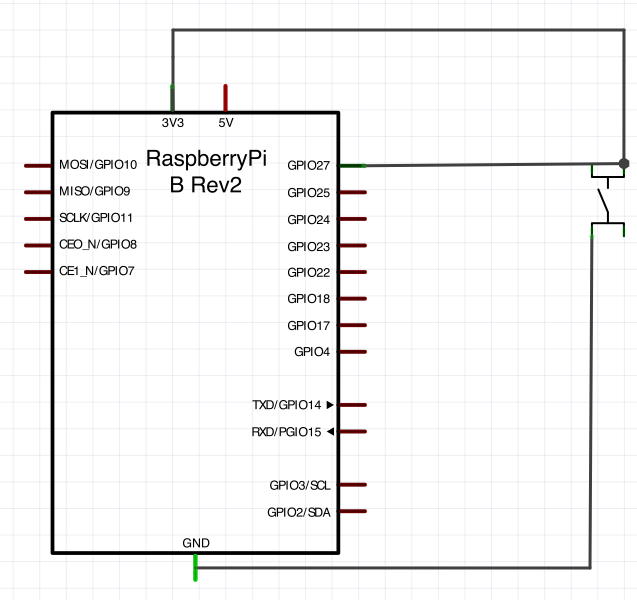 3V3
5V
RaspberryPi
B Rev2
MOSI/GPIO10
MISO/GPIO9
SCLK/GPIO11
CEO_N/GPIO8
CE1_N/GPIO7
GPIO27
GPIO25
GPIO24
GPIO23
GPIO22
GPIO18
GPIO17
GPIO4
TXD/GPIO14
RXD/PGIO15
GPIO3/SCL
GPIO2/SDA
GND